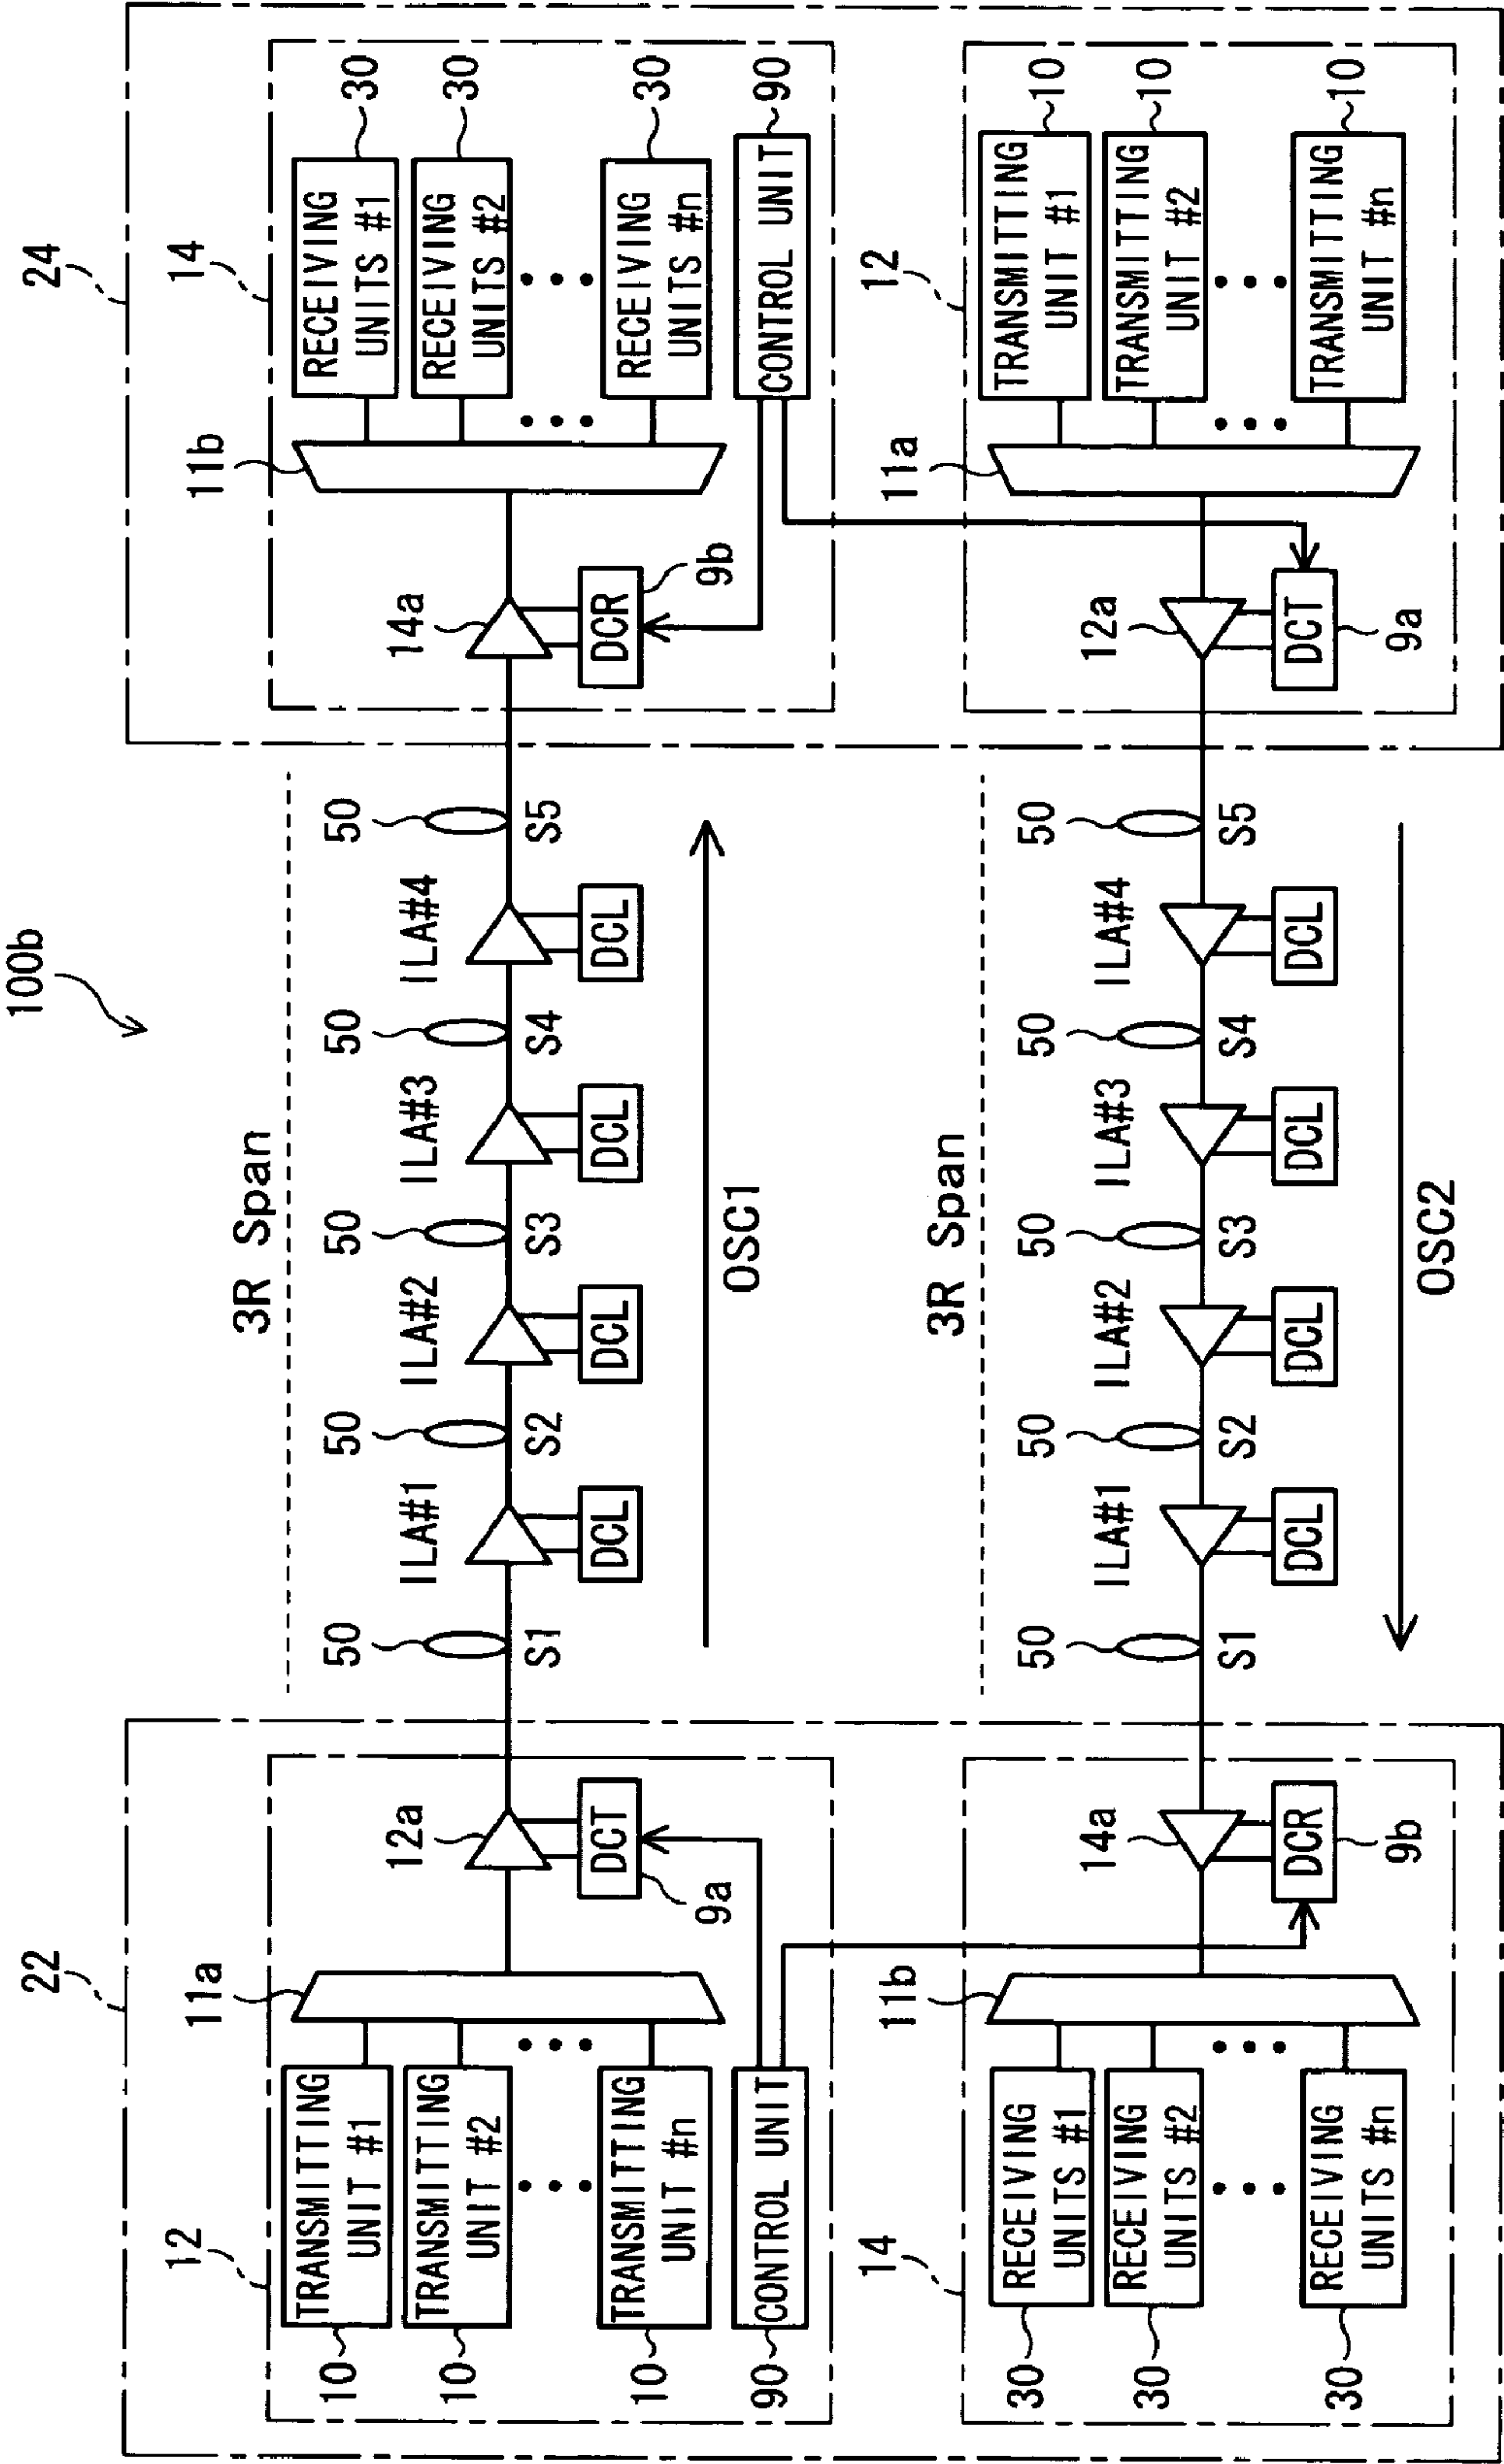 100b
22
24
12
11a
TRANSMITTING
UNIT #1
10
TRANSMITTING
UNIT #2
10
TRANSMITTING
UNIT #n
10
CONTROL UNIT
90
12a
DCT
9a
3R Span
50
S1
ILA#1
DCL
50
S2
ILA#2
DCL
50
S3
ILA#3
DCL
50
S4
ILA#4
DCL
50
S5
OSC1
14
14a
DCR
9b
11b
RECEIVING
UNITS #1
30
RECEIVING
UNITS #2
30
RECEIVING
UNITS #n
30
CONTROL UNIT
90
14
11b
RECEIVING
UNITS #1
30
RECEIVING
UNITS #2
30
RECEIVING
UNITS #n
30
14a
DCR
9b
3R Span
50
S1
ILA#1
DCL
50
S2
ILA#2
DCL
50
S3
ILA#3
DCL
50
S4
ILA#4
DCL
50
S5
OSC2
12
12a
DCT
9a
11a
TRANSMITTING
UNIT #1
10
TRANSMITTING
UNIT #2
10
TRANSMITTING
UNIT #n
10